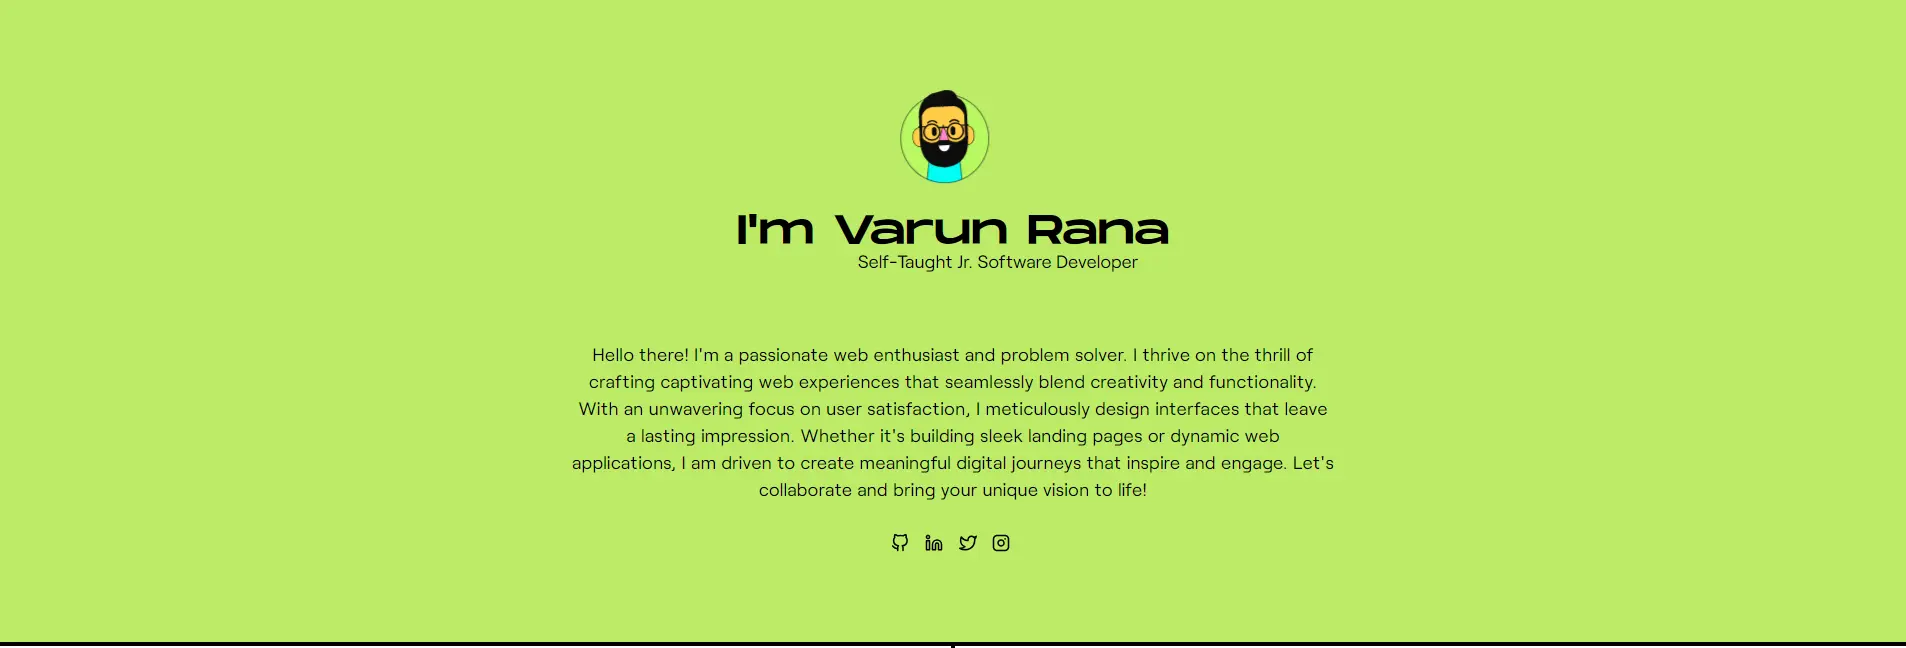 I'm Varun Rana
Self-Taught Jr. Software Developer
Hello there! I'm a passionate web enthusiast and problem solver. I thrive on the thrill of
crafting captivating web experiences that seamlessly blend creativity and functionality.
With an unwavering focus on user satisfaction, I meticulously design interfaces that leave
a lasting impression. Whether it's building sleek landing pages or dynamic web
applications, I am driven to create meaningful digital journeys that inspire and engage. Let's
collaborate and bring your unique vision to life!